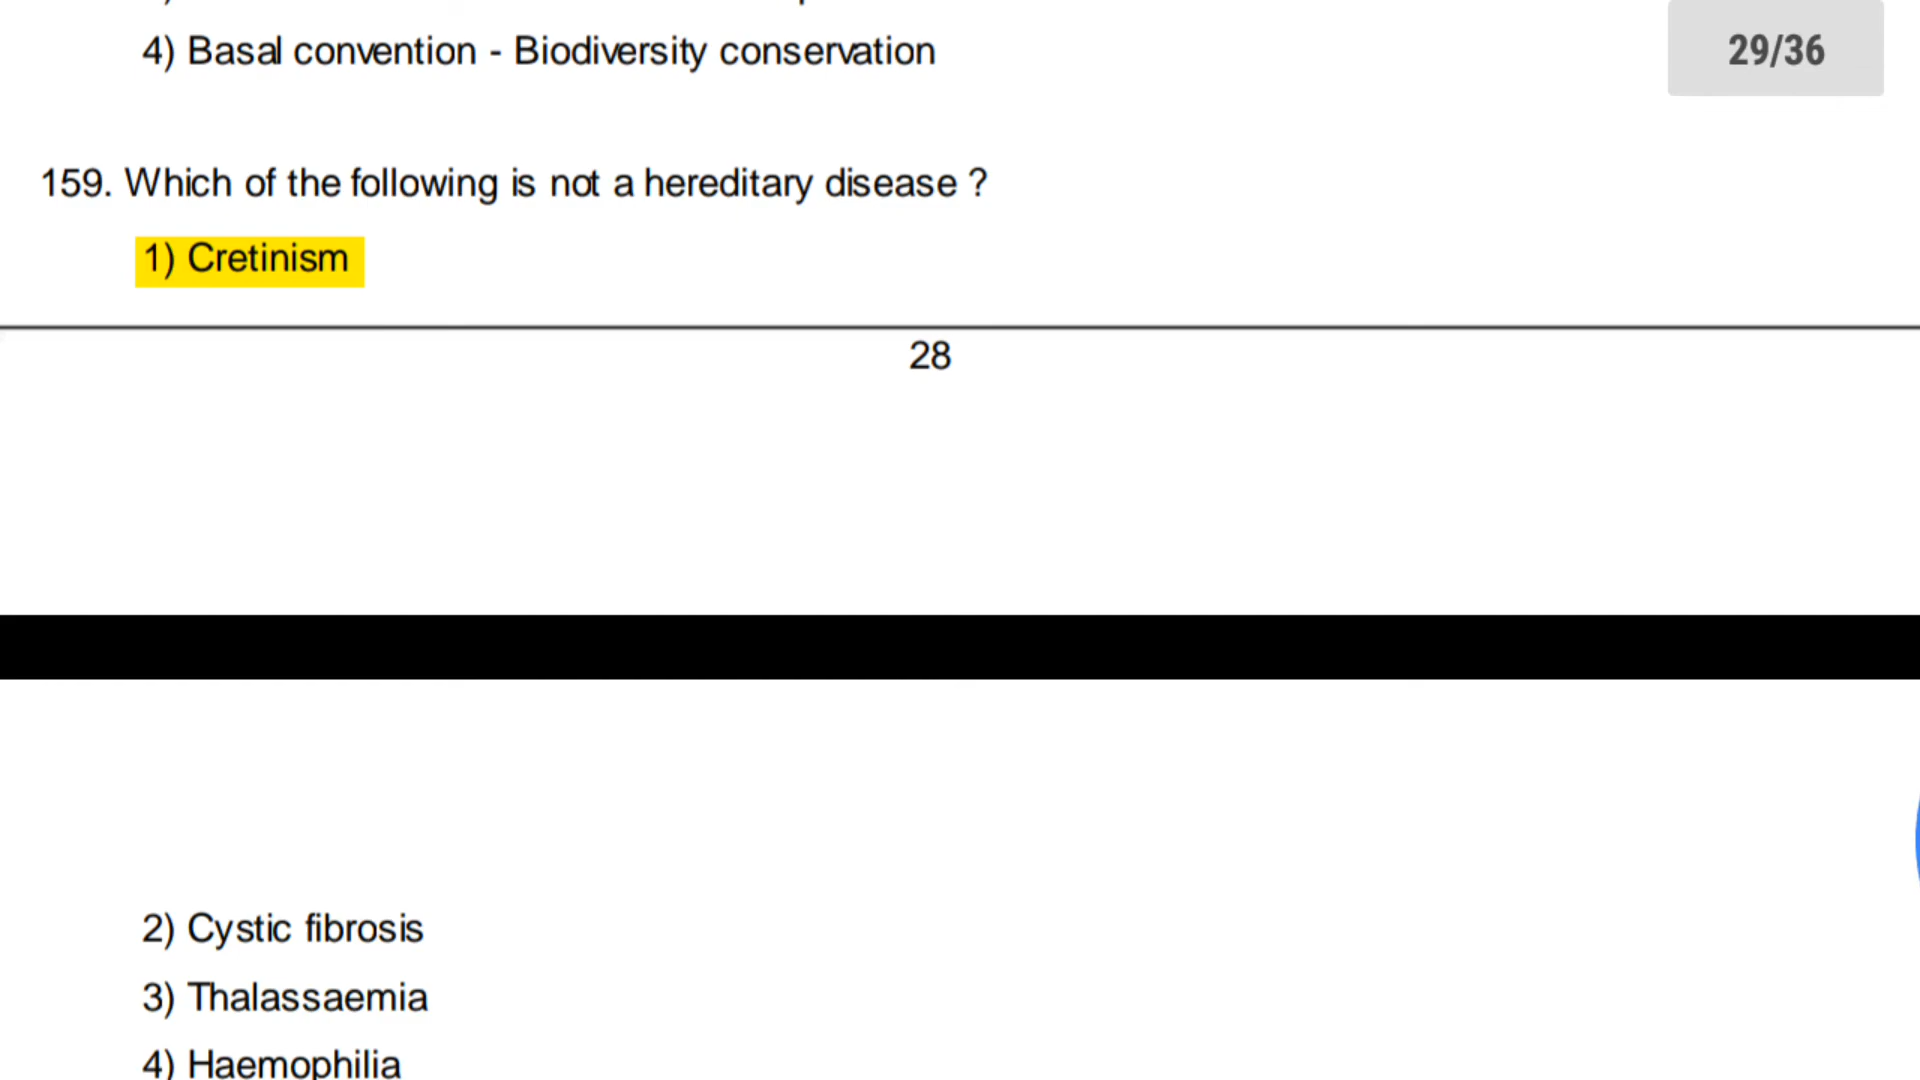 4) Basal convention - Biodiversity conservation
29/36
159. Which of the following is not a hereditary disease ?
1) Cretinism
28
2) Cystic fibrosis
3) Thalassaemia
4) Haemophilia